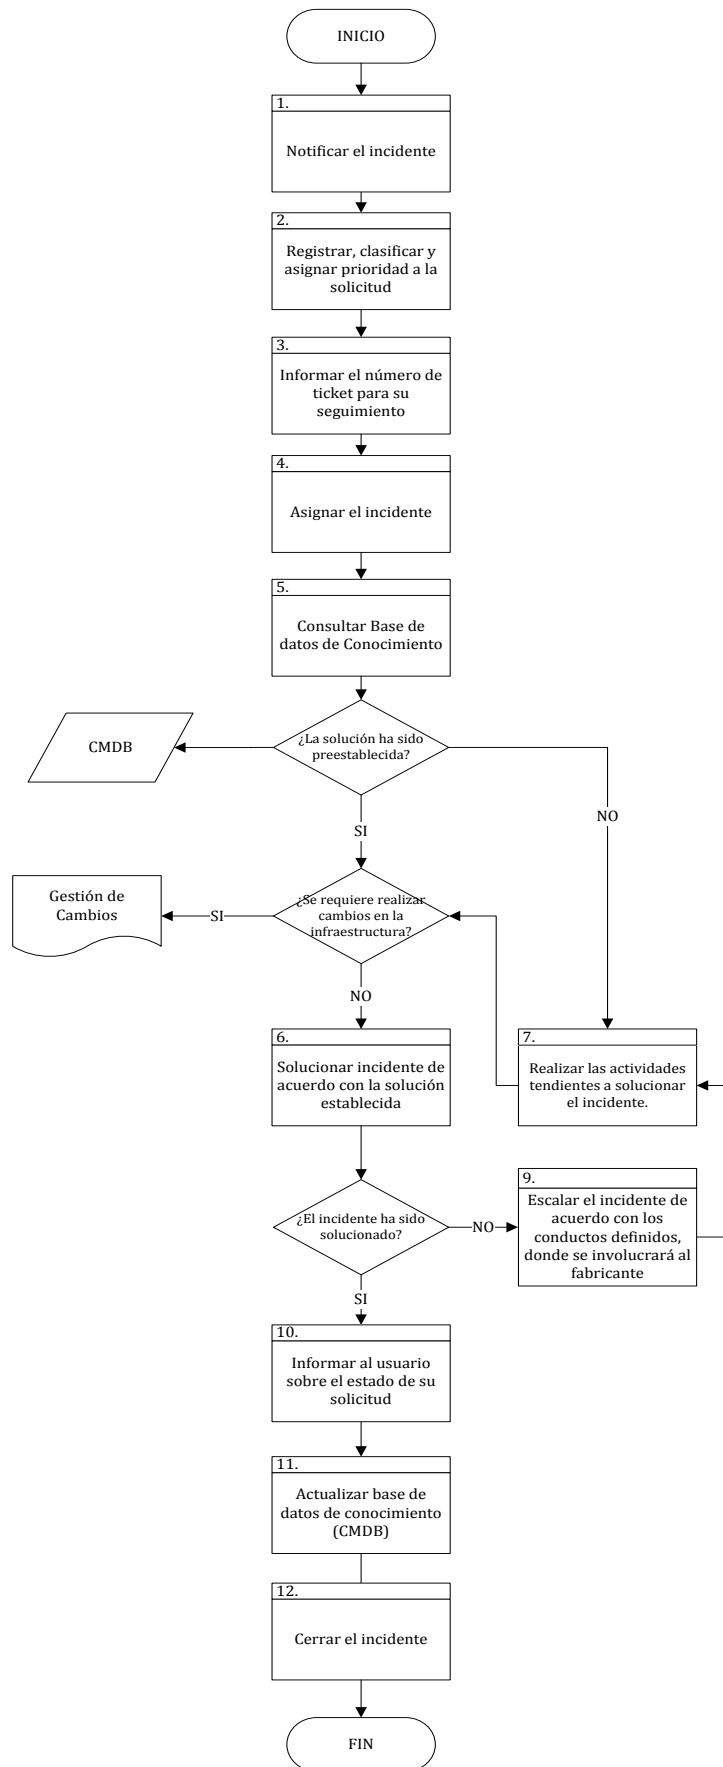 INICIO
1.
Notificar el incidente
2.
Registrar, clasificar y
asignar prioridad a la
solicitud
3.
Informar el número de
ticket para su
seguimiento
4.
Asignar el incidente
5.
Consultar Base de
datos de Conocimiento
¿La solución ha sido
preestablecida?
CMDB
NO
SI
¿Se requiere realizar
cambios en la
infraestructura?
SI
Gestión de
Cambios
NO
6.
Solucionar incidente de
acuerdo con la solución
establecida
7.
Realizar las actividades
tendientes a solucionar
el incidente.
¿El incidente ha sido
solucionado?
NO
9.
Escalar el incidente de
acuerdo con los
conductos definidos,
donde se involucrará al
fabricante
SI
10.
Informar al usuario
sobre el estado de su
solicitud
11.
Actualizar base de
datos de conocimiento
(CMDB)
12.
Cerrar el incidente
FIN